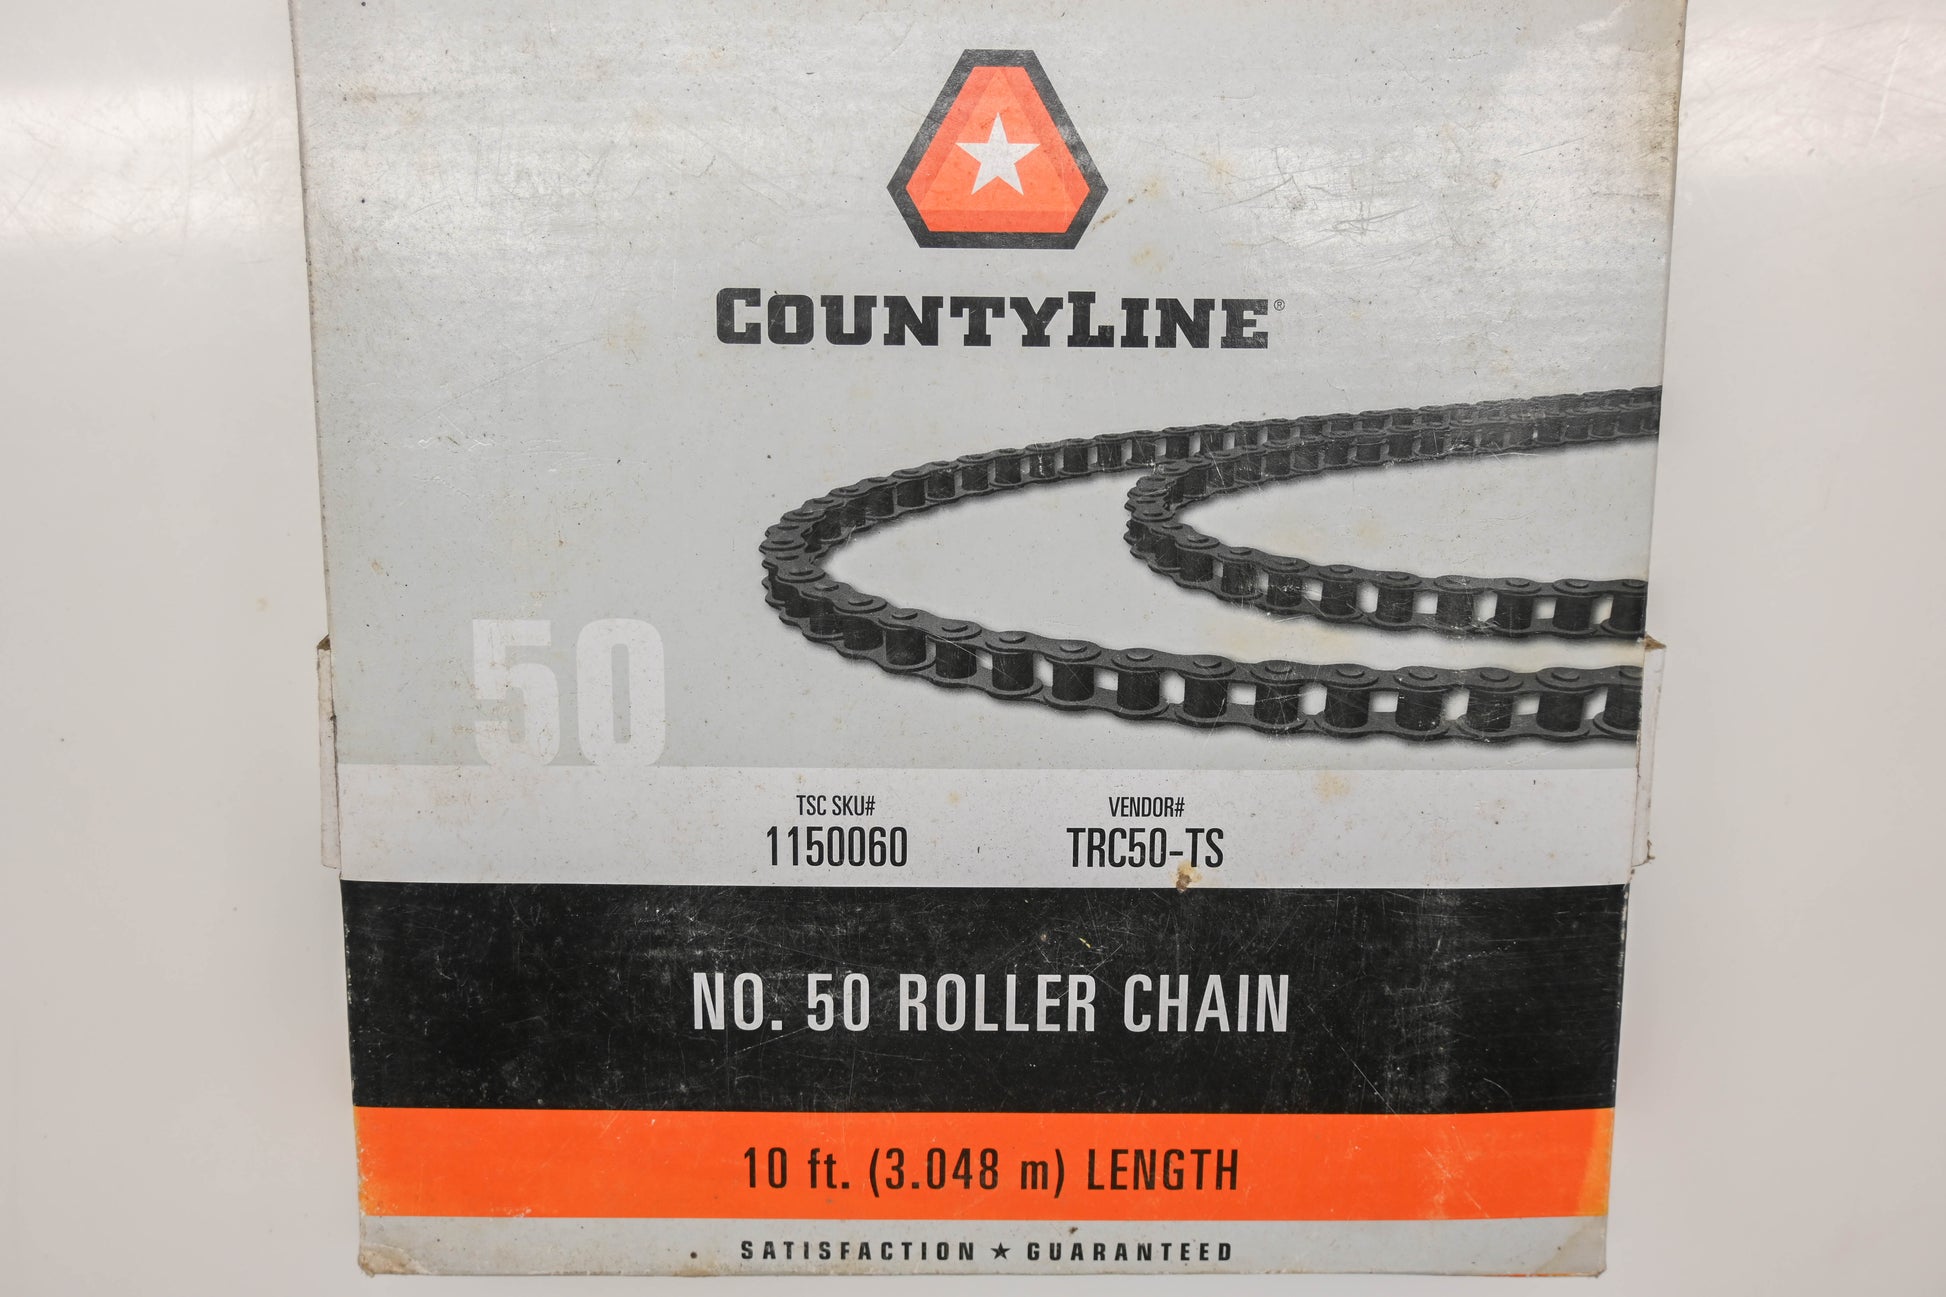 COUNTYLINE®
50
TSC SKU#
1150060
VENDOR#
TRC50-TS
NO. 50 ROLLER CHAIN
10 ft. (3.048 m) LENGTH
SATISFACTION ★ GUARANTEED